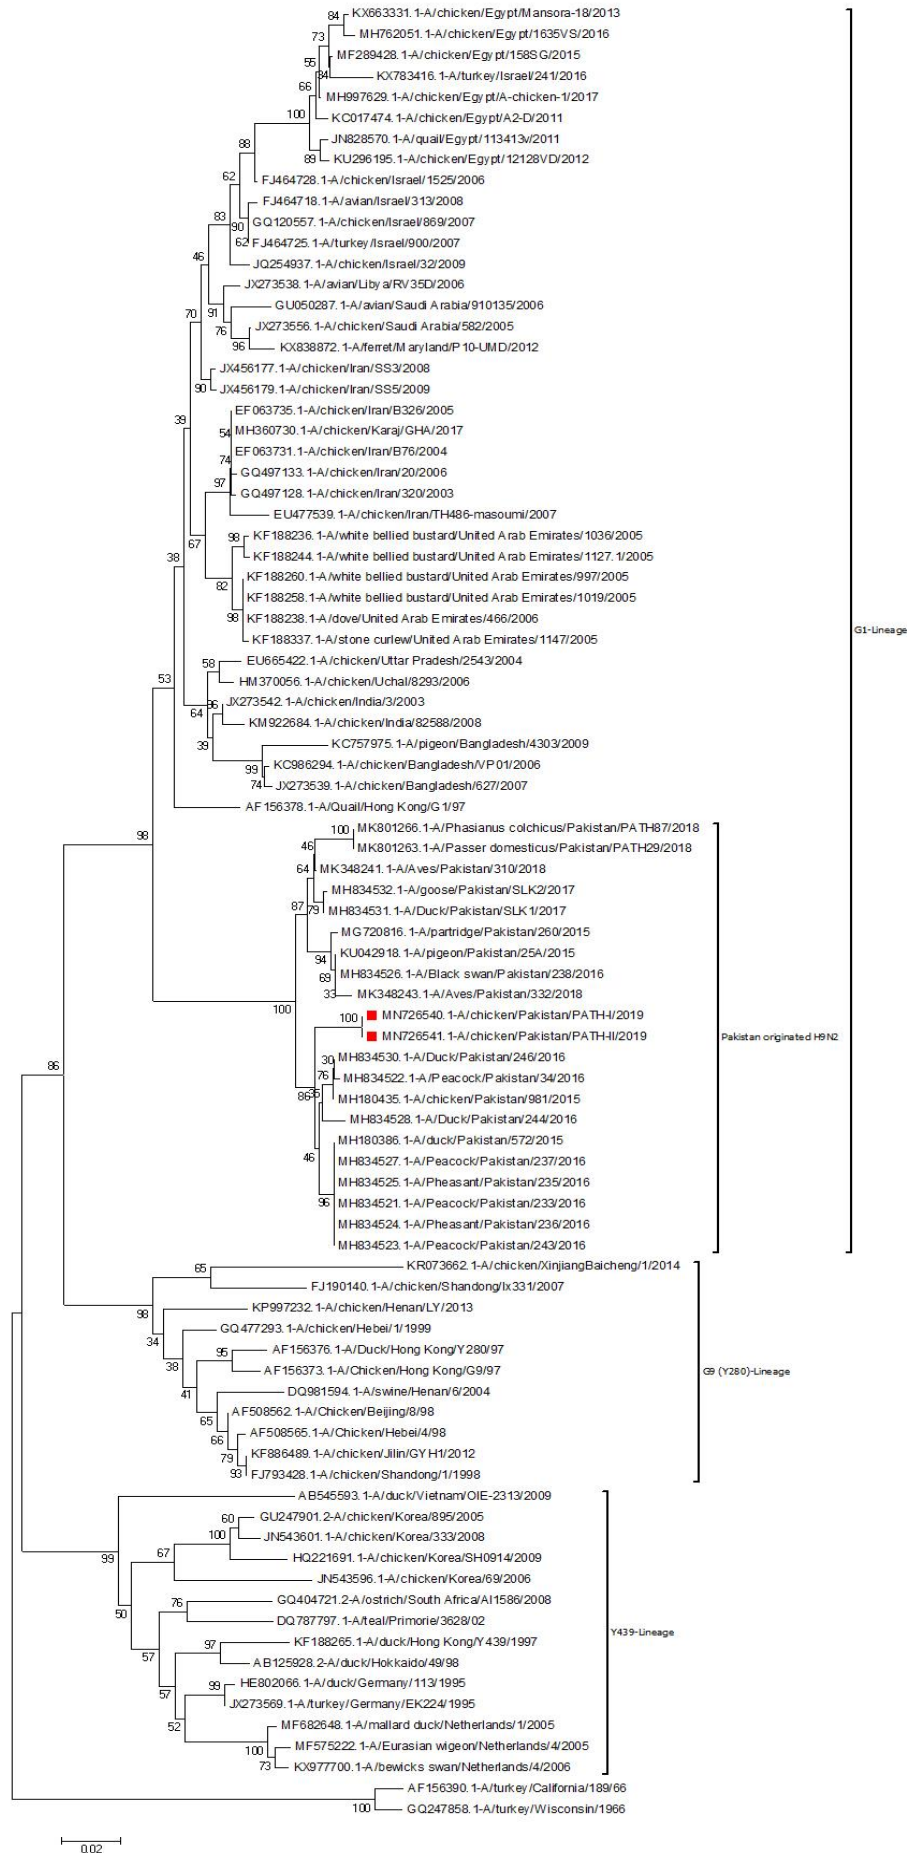 84 KX663331.1-A/chicken/Egypt/Mansora-18/2013
MH762051.1-A/chicken/Egypt/1635VS/2016
73
MF289428.1-A/chicken/Egypt/158SG/2015
55
34 KX783416.1-A/turkey/Israel/241/2016
66
MH997629.1-A/chicken/Egypt/A-chicken-1/2017
100 KC017474.1-A/chicken/Egypt/A2-D/2011
JN828570.1-A/quail/Egypt/113413v/2011
88
89 KU296195.1-A/chicken/Egypt/12128VD/2012
62 FJ464728.1-A/chicken/Israel/1525/2006
FJ464718.1-A/avian/Israel/313/2008
83 90 GQ120557.1-A/chicken/Israel/869/2007
62 FJ464725.1-A/turkey/Israel/900/2007
46 JQ254937.1-A/chicken/Israel/32/2009
JX273538.1-A/avian/Libya/RV35D/2006
91 GU050287.1-A/avian/Saudi Arabia/910135/2006
70 76 JX273556.1-A/chicken/Saudi Arabia/582/2005
96 KX838872.1-A/ferret/Maryland/P10-UMD/2012
JX456177.1-A/chicken/Iran/SS3/2008
90 JX456179.1-A/chicken/Iran/SS5/2009
EF063735.1-A/chicken/Iran/B326/2005
39 54 MH360730.1-A/chicken/Karaj/GHA/2017
74 EF063731.1-A/chicken/Iran/B76/2004
97 GQ497133.1-A/chicken/Iran/20/2006
GQ497128.1-A/chicken/Iran/320/2003
EU477539.1-A/chicken/Iran/TH486-masoumi/2007
67 98 KF188236.1-A/white bellied bustard/United Arab Emirates/1036/2005
38 KF188244.1-A/white bellied bustard/United Arab Emirates/1127.1/2005
82 KF188260.1-A/white bellied bustard/United Arab Emirates/997/2005
KF188258.1-A/white bellied bustard/United Arab Emirates/1019/2005
98 KF188238.1-A/dove/United Arab Emirates/466/2006
G1-Lineage
KF188337.1-A/stone curlew/United Arab Emirates/1147/2005
58 EU665422.1-A/chicken/Uttar Pradesh/2543/2004
53 HM370056.1-A/chicken/Uchal/8293/2006
96 JX273542.1-A/chicken/India/3/2003
64 KM922684.1-A/chicken/India/82588/2008
39 KC757975.1-A/pigeon/Bangladesh/4303/2009
99 KC986294.1-A/chicken/Bangladesh/VP01/2006
74 JX273539.1-A/chicken/Bangladesh/627/2007
AF156378.1-A/Quail/Hong Kong/G1/97
98 100 MK801266.1-A/Phasianus colchicus/Pakistan/PATH87/2018
46 MK801263.1-A/Passer domesticus/Pakistan/PATH29/2018
64 MK348241.1-A/Aves/Pakistan/310/2018
MH834532.1-A/goose/Pakistan/SLK2/2017
87 79 MH834531.1-A/Duck/Pakistan/SLK1/2017
MG720816.1-A/partridge/Pakistan/260/2015
94 KU042918.1-A/pigeon/Pakistan/25A/2015
69 MH834526.1-A/Black swan/Pakistan/238/2016
33 MK348243.1-A/Aves/Pakistan/332/2018
100 100 MN726540.1-A/chicken/Pakistan/PATH-I/2019
MN726541.1-A/chicken/Pakistan/PATH-II/2019
Pakistan originated H9N2
30 MH834530.1-A/Duck/Pakistan/246/2016
86 76 MH834522.1-A/Peacock/Pakistan/34/2016
86 35 MH180435.1-A/chicken/Pakistan/981/2015
MH834528.1-A/Duck/Pakistan/244/2016
MH180386.1-A/duck/Pakistan/572/2015
46 MH834527.1-A/Peacock/Pakistan/237/2016
MH834525.1-A/Pheasant/Pakistan/235/2016
96 MH834521.1-A/Peacock/Pakistan/233/2016
MH834524.1-A/Pheasant/Pakistan/236/2016
MH834523.1-A/Peacock/Pakistan/243/2016
65 KR073662.1-A/chicken/XinjiangBaicheng/1/2014
FJ190140.1-A/chicken/Shandong/lx331/2007
98 KP997232.1-A/chicken/Henan/LY/2013
34 GQ477293.1-A/chicken/Hebei/1/1999
38 95 AF156376.1-A/Duck/Hong Kong/Y280/97
AF156373.1-A/Chicken/Hong Kong/G9/97
G9 (Y280)-Lineage
41 DQ981594.1-A/swine/Henan/6/2004
65 AF508562.1-A/Chicken/Beijing/8/98
66 AF508565.1-A/Chicken/Hebei/4/98
79 KF886489.1-A/chicken/Jilin/GYH1/2012
93 FJ793428.1-A/chicken/Shandong/1/1998
AB545593.1-A/duck/Vietnam/OIE-2313/2009
60 GU247901.2-A/chicken/Korea/895/2005
100 JN543601.1-A/chicken/Korea/333/2008
99 67 HQ221691.1-A/chicken/Korea/SH0914/2009
JN543596.1-A/chicken/Korea/69/2006
50 76 GQ404721.2-A/ostrich/South Africa/AI1586/2008
DQ787797.1-A/teal/Primorie/3628/02
Y439-Lineage
57 97 KF188265.1-A/duck/Hong Kong/Y439/1997
AB125928.2-A/duck/Hokkaido/49/98
57 99 HE802066.1-A/duck/Germany/113/1995
JX273569.1-A/turkey/Germany/EK224/1995
52 MF682648.1-A/mallard duck/Netherlands/1/2005
100 MF575222.1-A/Eurasian wigeon/Netherlands/4/2005
73 KX977700.1-A/bewicks swan/Netherlands/4/2006
AF156390.1-A/turkey/California/189/66
100 GQ247858.1-A/turkey/Wisconsin/1966
0.02